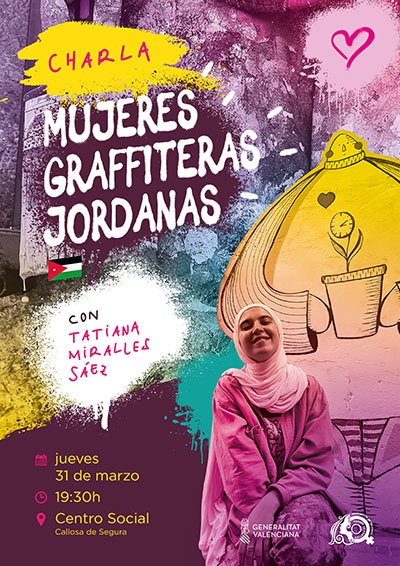 CHARLA
MUJERES
GRAFFITERAS
JORDANAS
CON
TATIANA
MIRALLES
SÁEZ
jueves
31 de marzo
19:30h
Centro Social
Callosa de Segura
GENERALITAT
VALENCIANA